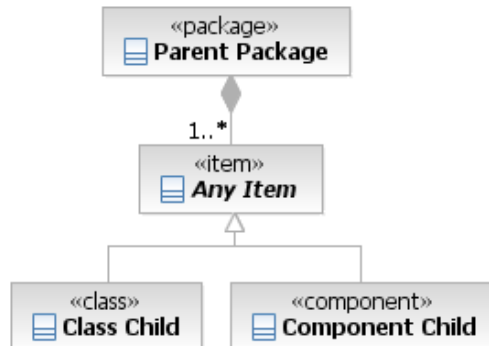 «package»
Parent Package
1..*
«item»
Any Item
«class»
Class Child
«component»
Component Child